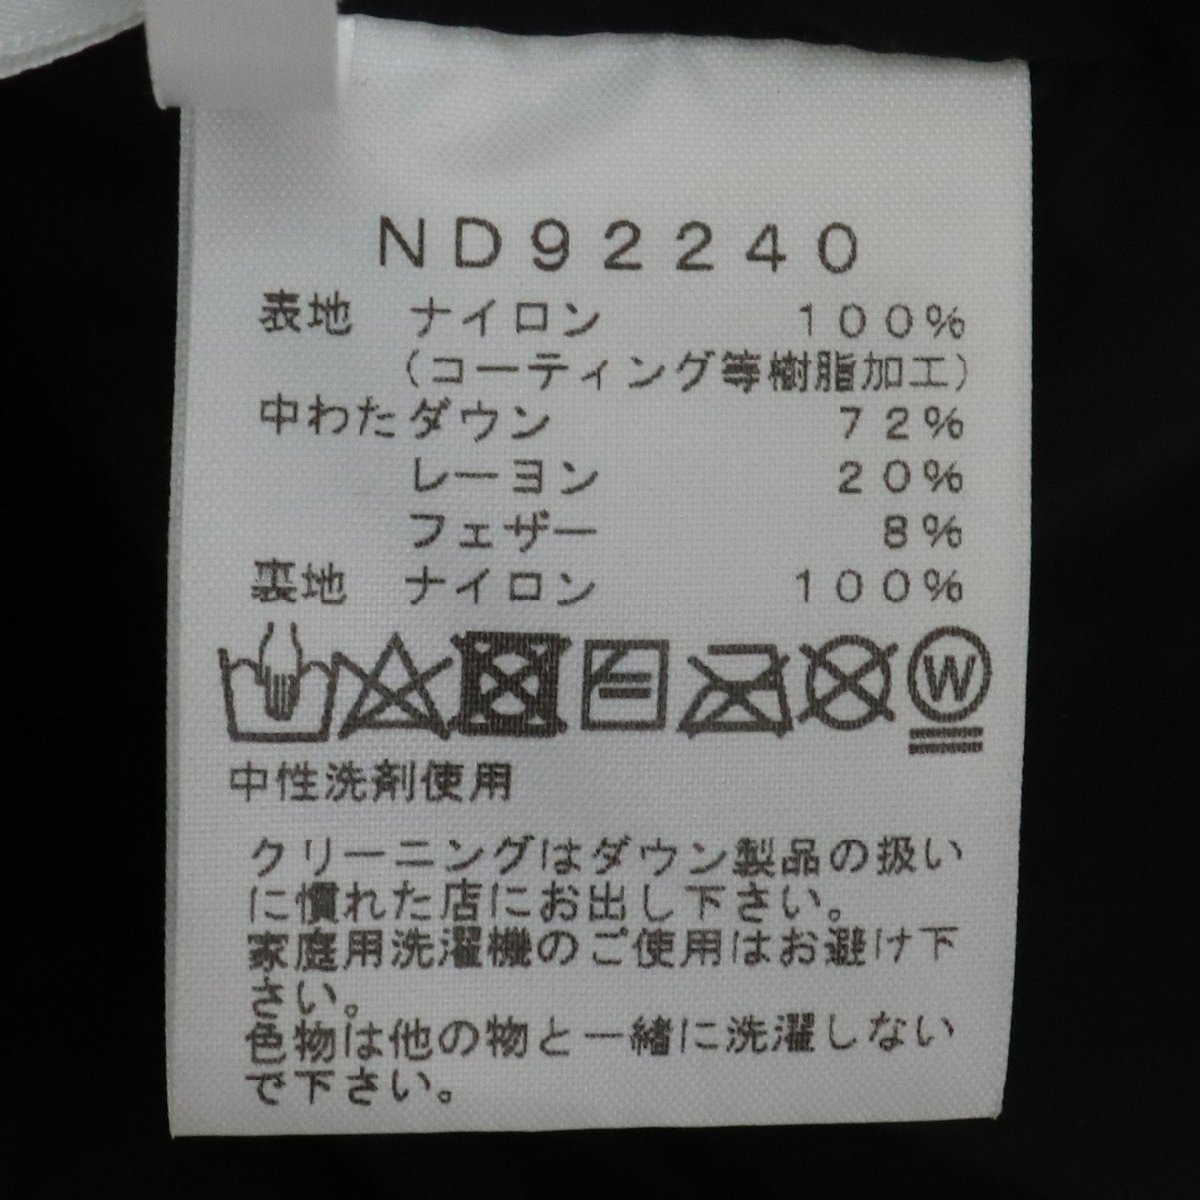 ND92240
表地 ナイロン 100%
(コーティング等樹脂加工)
中わた ダウン 72%
レーヨン 20%
フェザー 8%
裏地 ナイロン 100%
W
中性洗剤使用
クリーニングはダウン製品の扱い
に慣れた店にお出し下さい。
家庭用洗濯機のご使用はお避け下
さい。
色物は他の物と一緒に洗濯しない
で下さい。